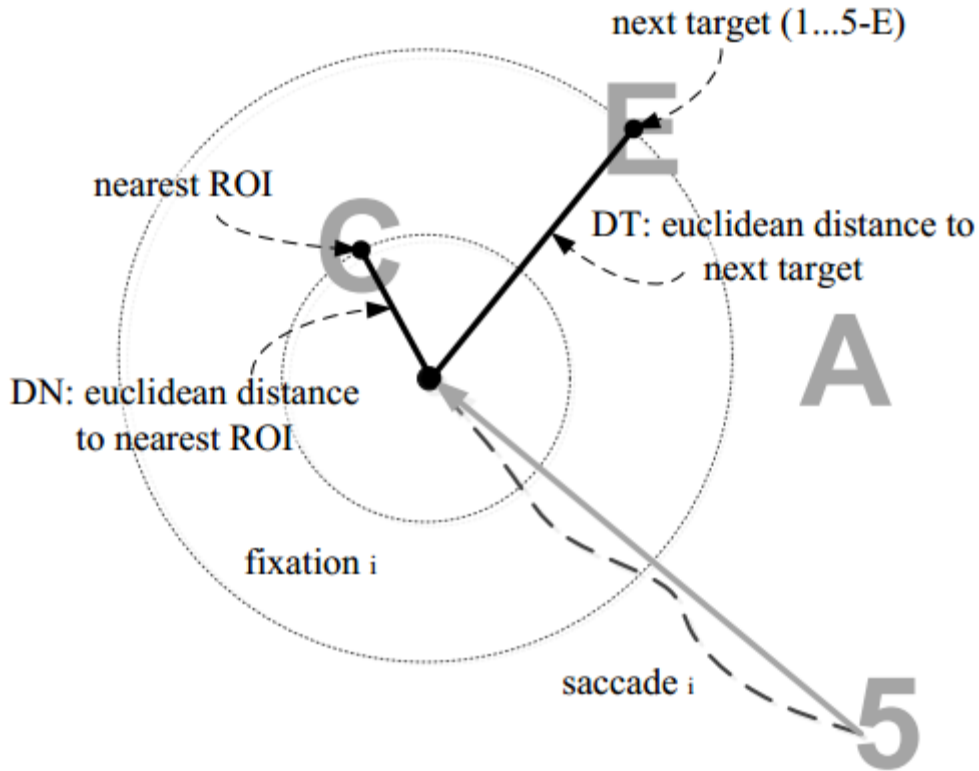 next target (1...5-E)
E
nearest ROI
C
DT: euclidean distance to
next target
A
DN: euclidean distance
to nearest ROI
fixation i
saccade i
5